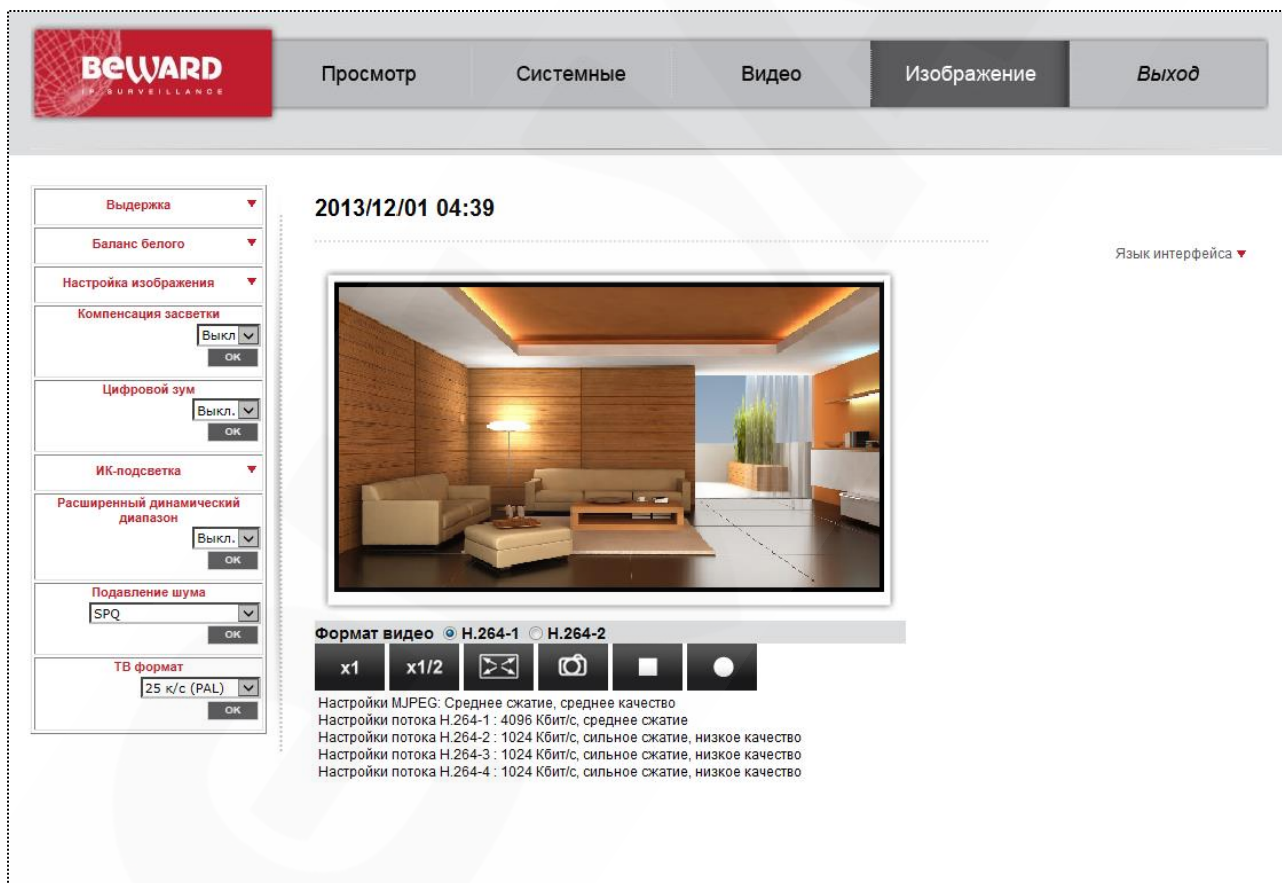 BEWARD
IP SURVEILLANCE
Просмотр
Системные
Видео
Изображение
Выход
Выдержка
Баланс белого
Настройка изображения
Компенсация засветки
Выкл
OK
Цифровой зум
Выкл.
OK
ИК-подсветка
Расширенный динамический
диапазон
Выкл.
OK
Подавление шума
SPQ
OK
ТВ формат
25 к/с (PAL)
OK
2013/12/01 04:39
Язык интерфейса
Формат видео H.264-1 H.264-2
x1
x1/2
Настройки MJPEG: Среднее сжатие, среднее качество
Настройки потока H.264-1 : 4096 Кбит/с, среднее сжатие
Настройки потока H.264-2 : 1024 Кбит/с, сильное сжатие, низкое качество
Настройки потока H.264-3 : 1024 Кбит/с, сильное сжатие, низкое качество
Настройки потока H.264-4 : 1024 Кбит/с, сильное сжатие, низкое качество